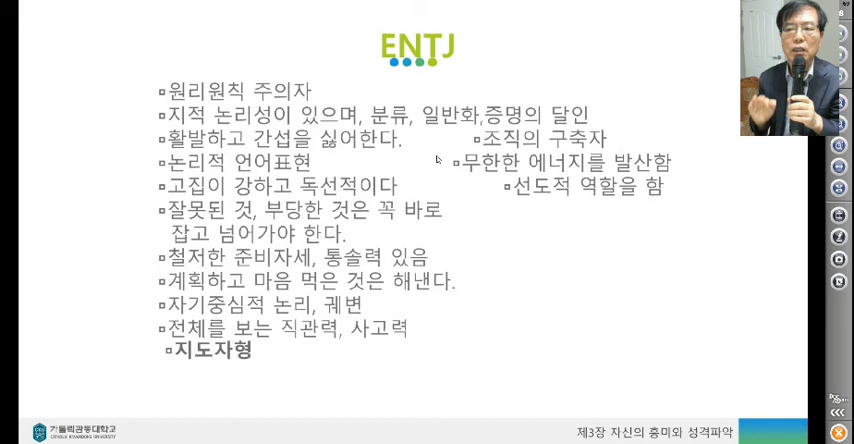 ENTJ
▫원리원칙 주의자
▫지적 논리성이 있으며, 분류, 일반화,증명의 달인
▫활발하고 간섭을 싫어한다. ▫조직의 구축자
▫논리적 언어표현 ▫무한한 에너지를 발산함
▫고집이 강하고 독선적이다 ▫선도적 역할을 함
▫잘못된 것, 부당한 것은 꼭 바로
잡고 넘어가야 한다.
▫철저한 준비자세, 통솔력 있음
▫계획하고 마음 먹은 것은 해낸다.
▫자기중심적 논리, 궤변
▫전체를 보는 직관력, 사고력
▫지도자형
가톨릭관동대학교
CATHOLIC KWANDONG UNIVERSITY
제3장 자신의 흥미와 성격파악